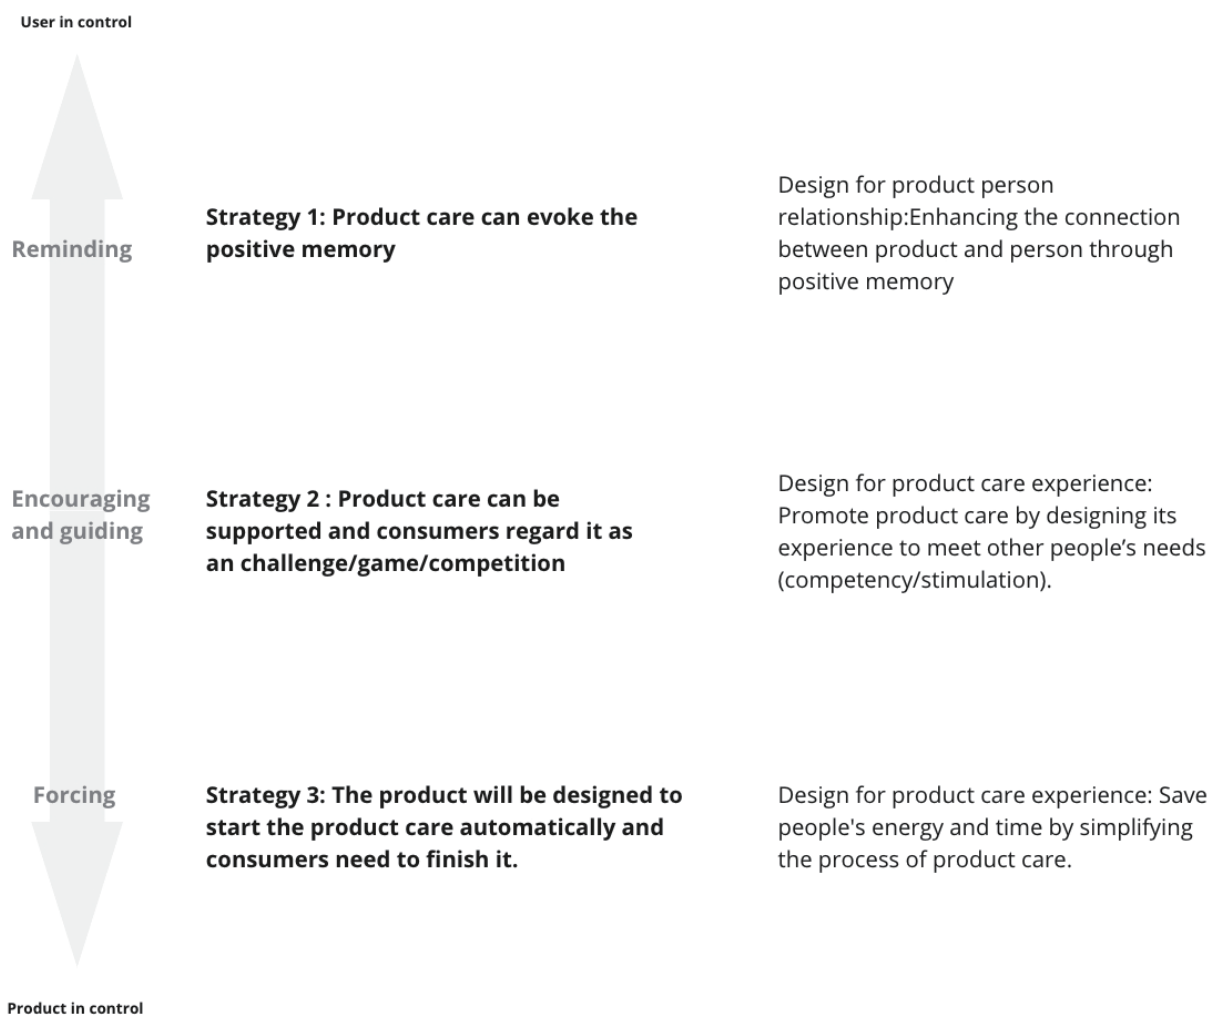 User in control
Reminding
Strategy 1: Product care can evoke the
positive memory
Design for product person
relationship:Enhancing the connection
between product and person through
positive memory
Encouraging
and guiding
Strategy 2 : Product care can be
supported and consumers regard it as
an challenge/game/competition
Design for product care experience:
Promote product care by designing its
experience to meet other people’s needs
(competency/stimulation).
Forcing
Strategy 3: The product will be designed to
start the product care automatically and
consumers need to finish it.
Design for product care experience: Save
people's energy and time by simplifying
the process of product care.
Product in control